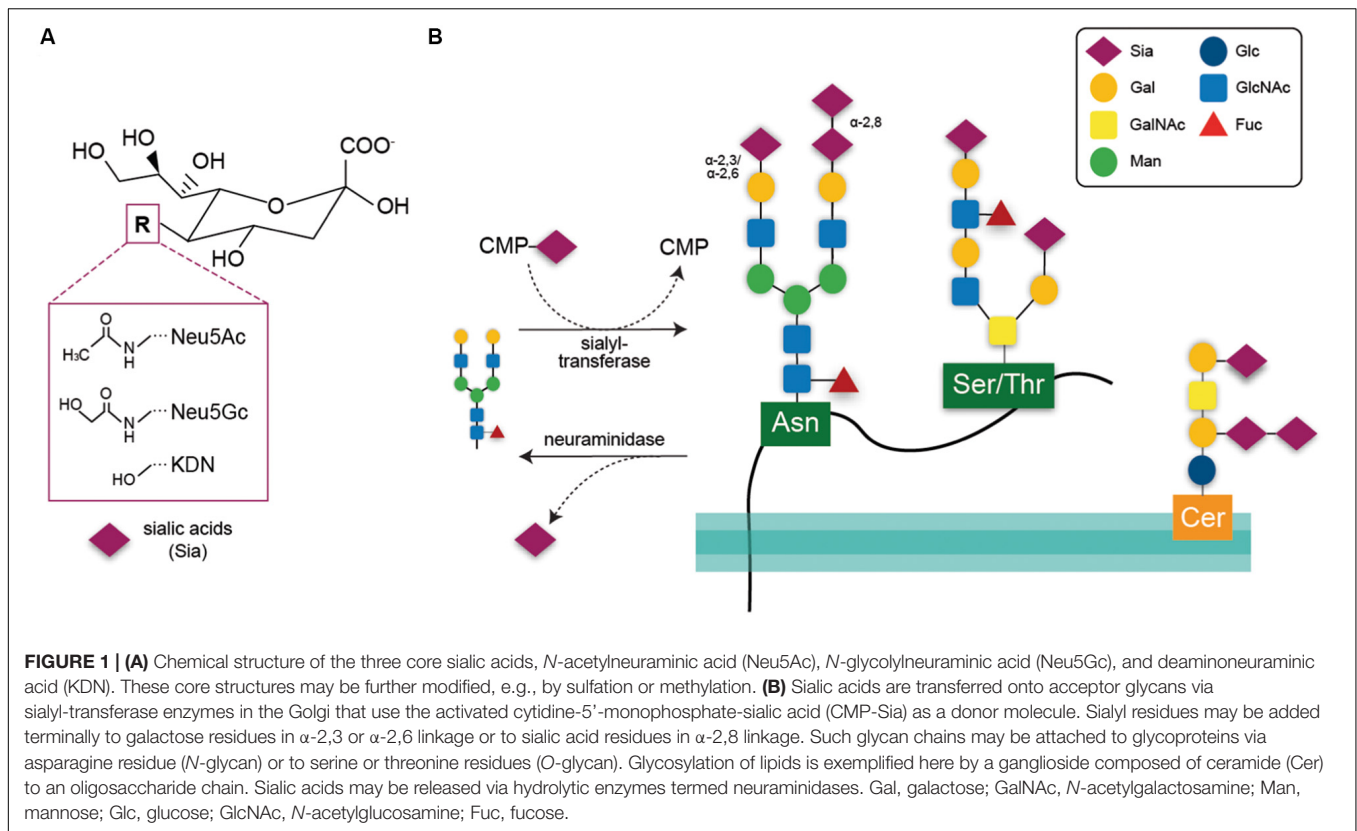 A
B
HO
HO
OH
COO-
O
OH
HO
R
O
H₃C
N
H
Neu5Ac
HO
O
N
H
Neu5Gc
HO
KDN
sialic acids
(Sia)
CMP
CMP
sialyl-
transferase
neuraminidase
α-2,3/
α-2,6
α-2,8
Asn
Ser/Thr
Cer
Sia
Gal
GalNAc
Man
Glc
GlcNAc
Fuc
FIGURE 1 | (A) Chemical structure of the three core sialic acids, N-acetylneuraminic acid (Neu5Ac), N-glycolylneuraminic acid (Neu5Gc), and deaminoneuraminic
acid (KDN). These core structures may be further modified, e.g., by sulfation or methylation. (B) Sialic acids are transferred onto acceptor glycans via
sialyl-transferase enzymes in the Golgi that use the activated cytidine-5’-monophosphate-sialic acid (CMP-Sia) as a donor molecule. Sialyl residues may be added
terminally to galactose residues in α-2,3 or α-2,6 linkage or to sialic acid residues in α-2,8 linkage. Such glycan chains may be attached to glycoproteins via
asparagine residue (N-glycan) or to serine or threonine residues (O-glycan). Glycosylation of lipids is exemplified here by a ganglioside composed of ceramide (Cer)
to an oligosaccharide chain. Sialic acids may be released via hydrolytic enzymes termed neuraminidases. Gal, galactose; GalNAc, N-acetylgalactosamine; Man,
mannose; Glc, glucose; GlcNAc, N-acetylglucosamine; Fuc, fucose.